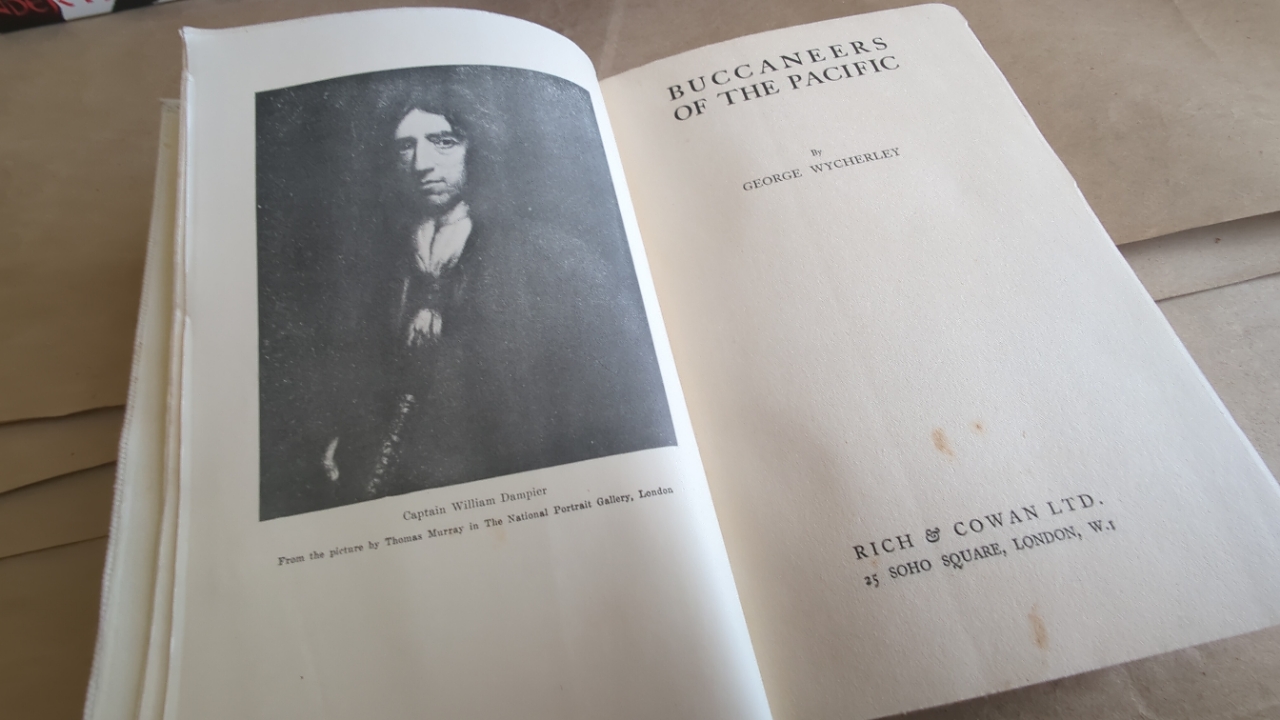 Captain William Dampier
From the picture by Thomas Murray in The National Portrait Gallery, London
BUCCANEERS
OF THE PACIFIC
By
GEORGE WYCHERLEY
RICH & COWAN LTD.
25 SOHO SQUARE, LONDON, W.1